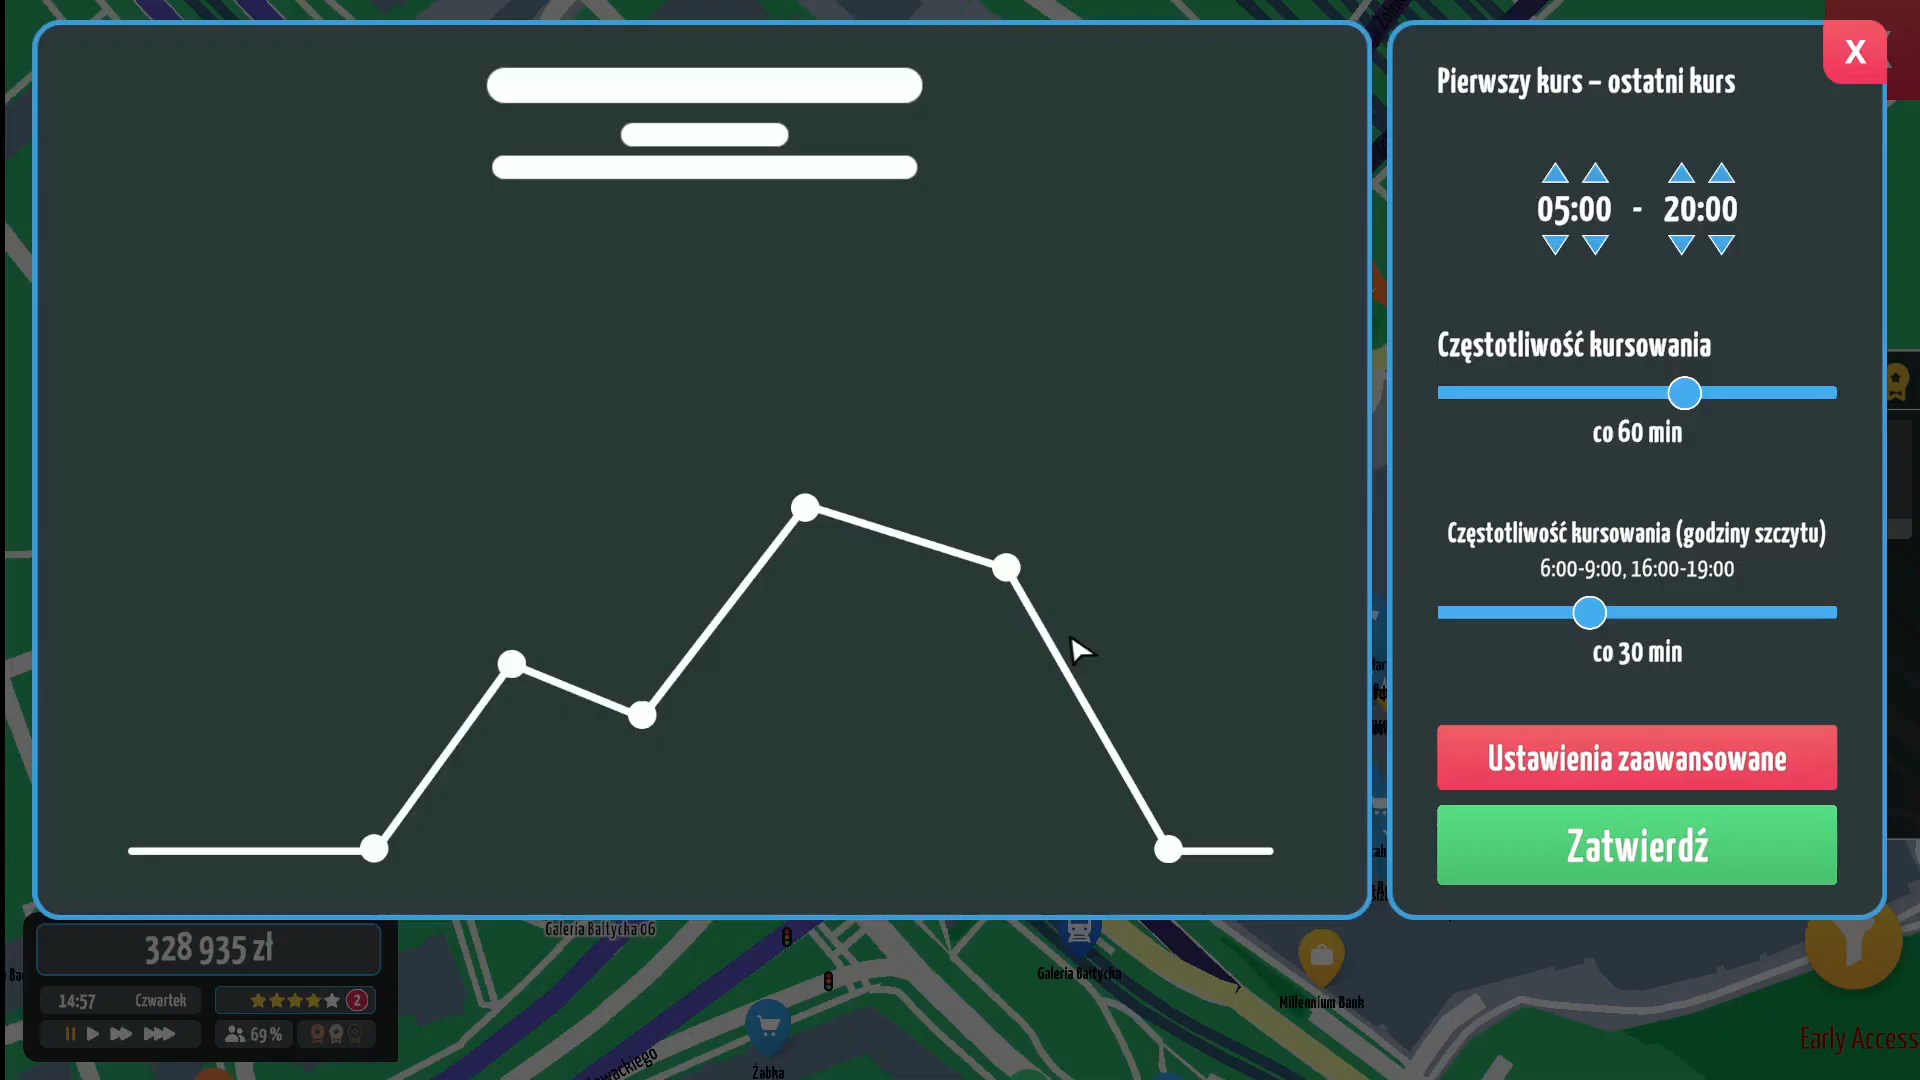 X
Pierwszy kurs – ostatni kurs
05:00 - 20:00
Częstotliwość kursowania
co 60 min
Częstotliwość kursowania (godziny szczytu)
6:00-9:00, 16:00-19:00
co 30 min
Ustawienia zaawansowane
Zatwierdź
Galeria Bałtycka 06
328 935 zł
14:57 Czwartek
2
69 %
Galeria Bałtycka
Millennium Bank
Żabka
Early Access